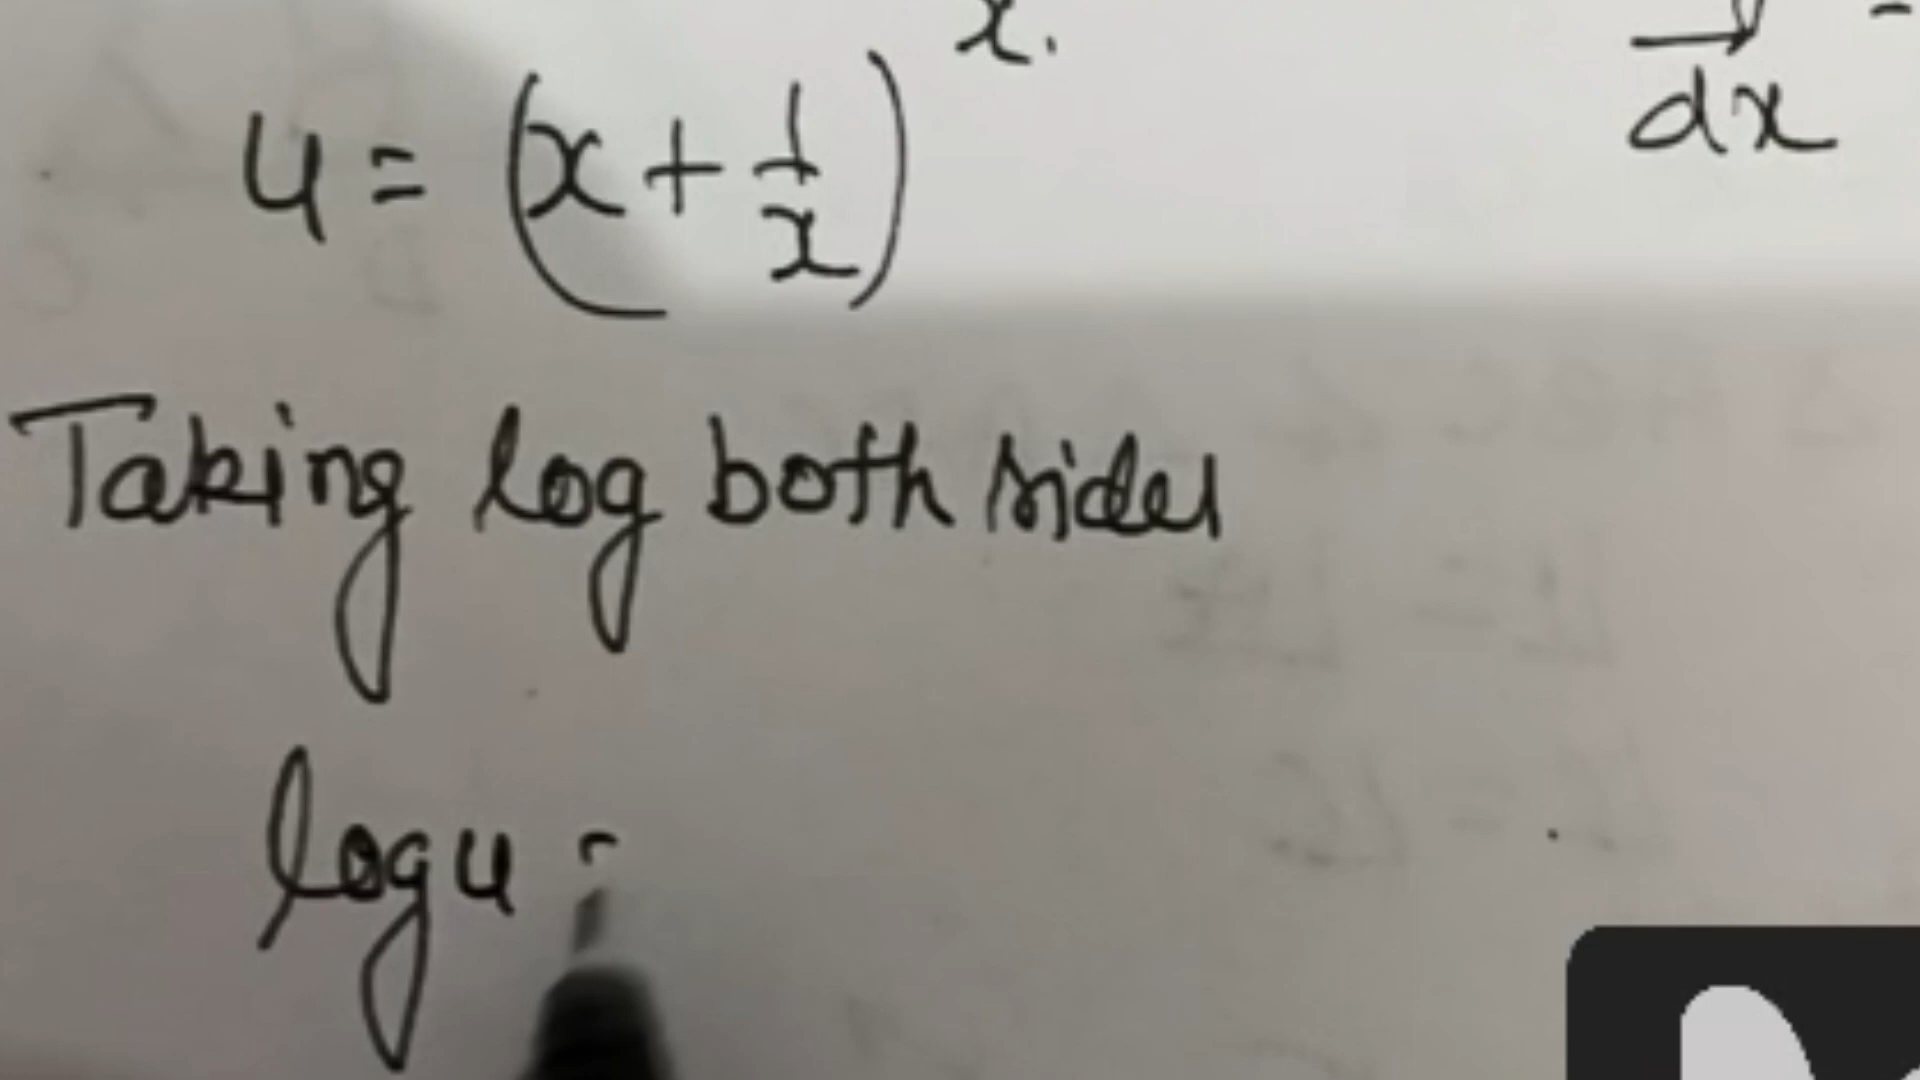 u = (x + 1/x)^x.
dx
Taking log both sides
log u =